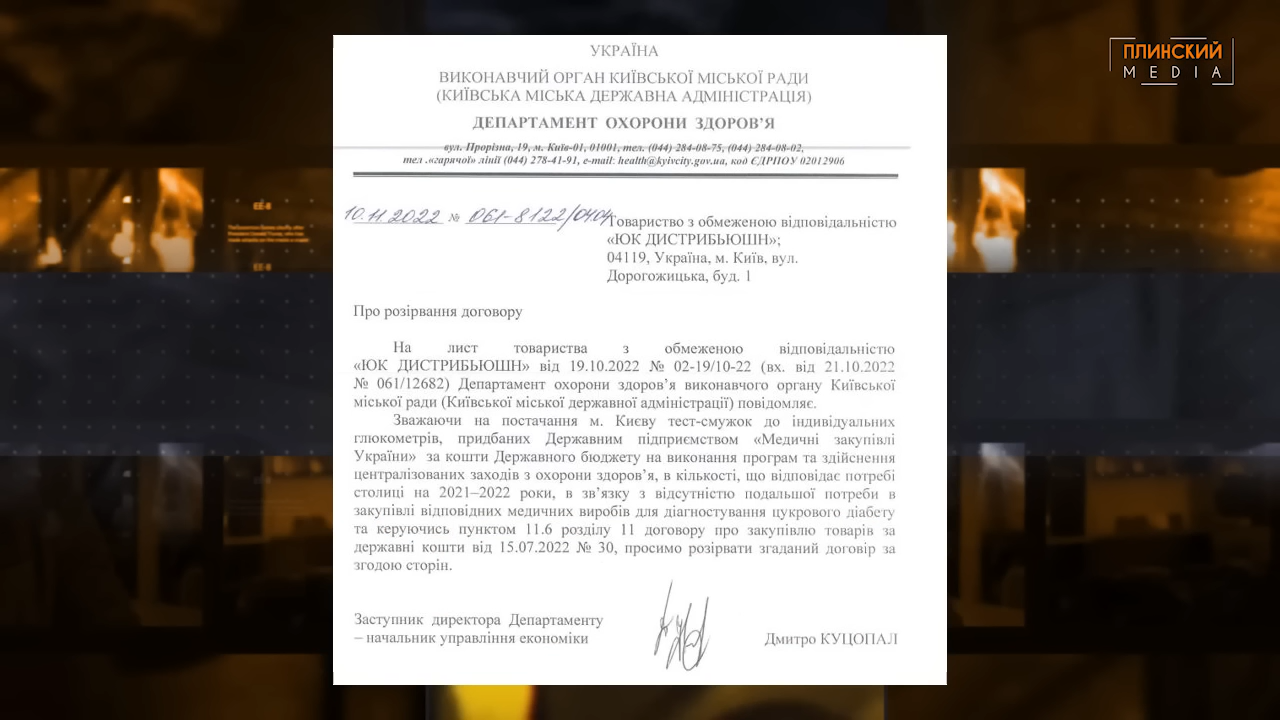 ПЛИНСКИЙ
MEDIA
УКРАЇНА
ВИКОНАВЧИЙ ОРГАН КИЇВСЬКОЇ МІСЬКОЇ РАДИ
(КИЇВСЬКА МІСЬКА ДЕРЖАВНА АДМІНІСТРАЦІЯ)
ДЕПАРТАМЕНТ ОХОРОНИ ЗДОРОВ’Я
вул. Прорізна, 19, м. Київ-01, 01001, тел. (044) 284-08-75, (044) 284-08-02,
тел .«гарячої» лінії (044) 278-41-91, e-mail: health@kyivcity.gov.ua, код ЄДРПОУ 02012906
10.11.2022 № 061-8122/0404
Товариство з обмеженою відповідальністю
«ЮК ДИСТРИБЬЮШН»;
04119, Україна, м. Київ, вул.
Дорогожицька, буд. 1
Про розірвання договору
На лист товариства з обмеженою відповідальністю
«ЮК ДИСТРИБЬЮШН» від 19.10.2022 № 02-19/10-22 (вх. від 21.10.2022
№ 061/12682) Департамент охорони здоров’я виконавчого органу Київської
міської ради (Київської міської державної адміністрації) повідомляє.
Зважаючи на постачання м. Києву тест-смужок до індивідуальних
глюкометрів, придбаних Державним підприємством «Медичні закупівлі
України» за кошти Державного бюджету на виконання програм та здійснення
централізованих заходів з охорони здоров’я, в кількості, що відповідає потребі
столиці на 2021–2022 роки, в зв’язку з відсутністю подальшої потреби в
закупівлі відповідних медичних виробів для діагностування цукрового діабету
та керуючись пунктом 11.6 розділу 11 договору про закупівлю товарів за
державні кошти від 15.07.2022 № 30, просимо розірвати згаданий договір за
згодою сторін.
Заступник директора Департаменту
– начальник управління економіки
Дмитро КУЦОПАЛ